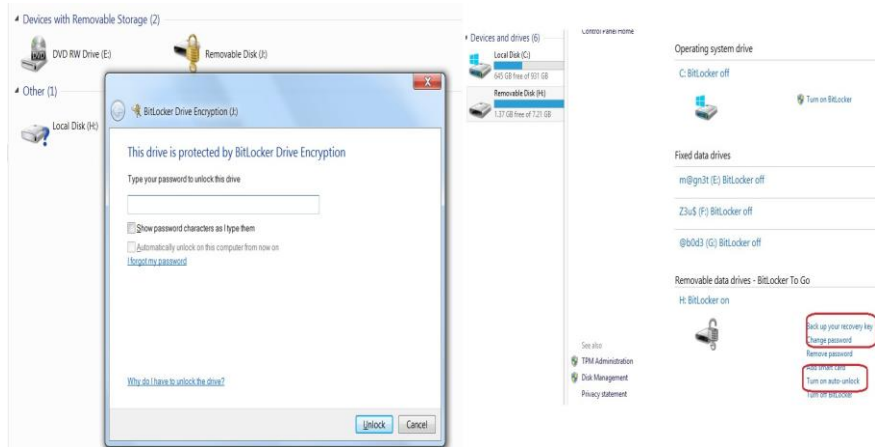 Devices with Removable Storage (2)
DVD RW Drive (E:)
Removable Disk (J:)
Other (1)
Local Disk (H:)
BitLocker Drive Encryption (J:)
This drive is protected by BitLocker Drive Encryption
Type your password to unlock this drive
Show password characters as I type them
Automatically unlock on this computer from now on
I forgot my password
Why do I have to unlock the drive?
Unlock
Cancel
Devices and drives (6)
Local Disk (C:)
645 GB free of 931 GB
Removable Disk (H:)
1.37 GB free of 7.21 GB
Control Panel Home
See also
TPM Administration
Disk Management
Privacy statement
Operating system drive
C: BitLocker off
Turn on BitLocker
Fixed data drives
m@gn3t (E:) BitLocker off
Z3u$ (F:) BitLocker off
@b0d3 (G:) BitLocker off
Removable data drives - BitLocker To Go
H: BitLocker on
Back up your recovery key
Change password
Remove password
Add smart card
Turn on auto-unlock
Turn off BitLocker